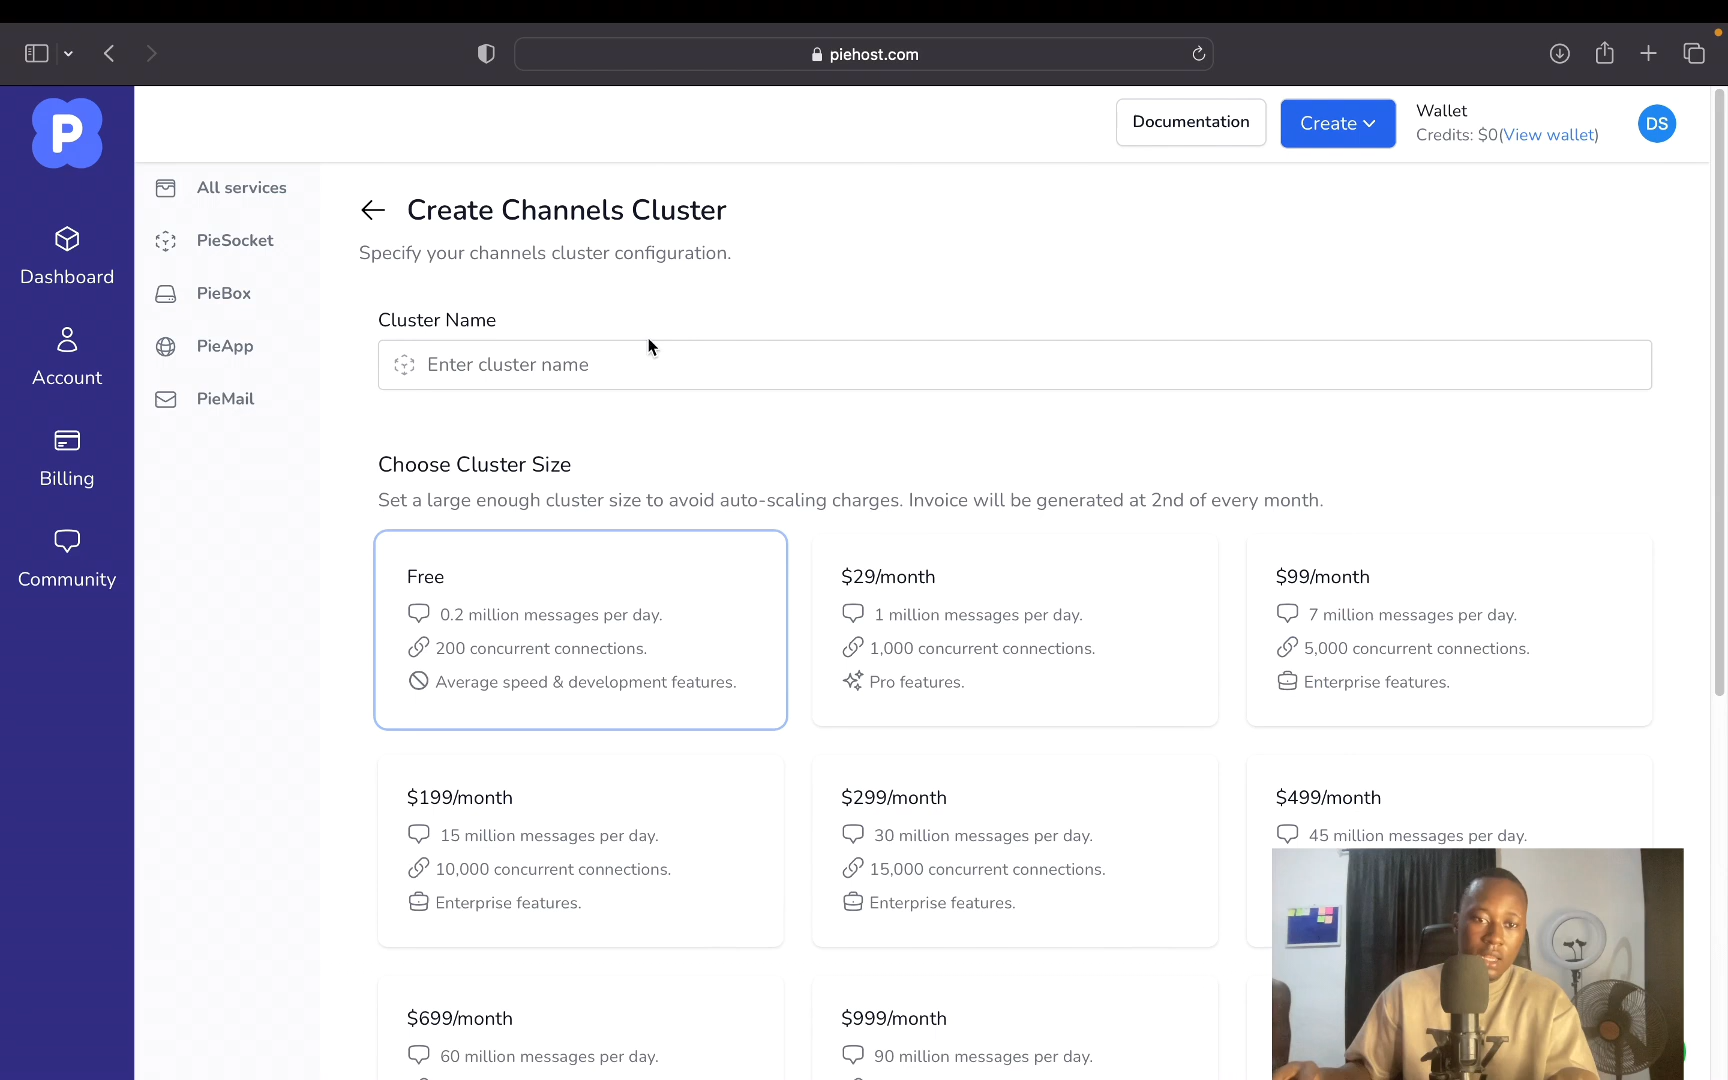 piehost.com
P
Dashboard
Account
Billing
Community
All services
PieSocket
PieBox
PieApp
PieMail
Documentation
Create
Wallet
Credits: $0(View wallet)
DS
Create Channels Cluster
Specify your channels cluster configuration.
Cluster Name
Enter cluster name
Choose Cluster Size
Set a large enough cluster size to avoid auto-scaling charges. Invoice will be generated at 2nd of every month.
Free
0.2 million messages per day.
200 concurrent connections.
Average speed & development features.
$29/month
1 million messages per day.
1,000 concurrent connections.
Pro features.
$99/month
7 million messages per day.
5,000 concurrent connections.
Enterprise features.
$199/month
15 million messages per day.
10,000 concurrent connections.
Enterprise features.
$299/month
30 million messages per day.
15,000 concurrent connections.
Enterprise features.
$499/month
45 million messages per day.
$699/month
60 million messages per day.
$999/month
90 million messages per day.